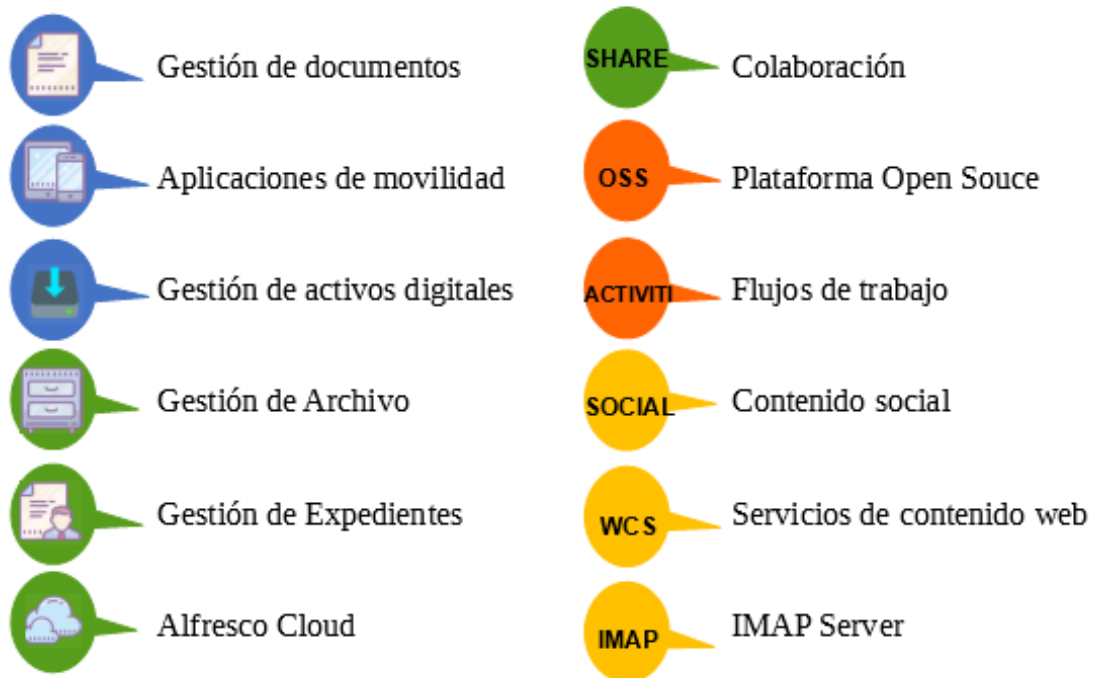 Gestión de documentos
Aplicaciones de movilidad
Gestión de activos digitales
Gestión de Archivo
Gestión de Expedientes
Alfresco Cloud
SHARE Colaboración
OSS Plataforma Open Souce
ACTIVITI Flujos de trabajo
SOCIAL Contenido social
WCS Servicios de contenido web
IMAP IMAP Server